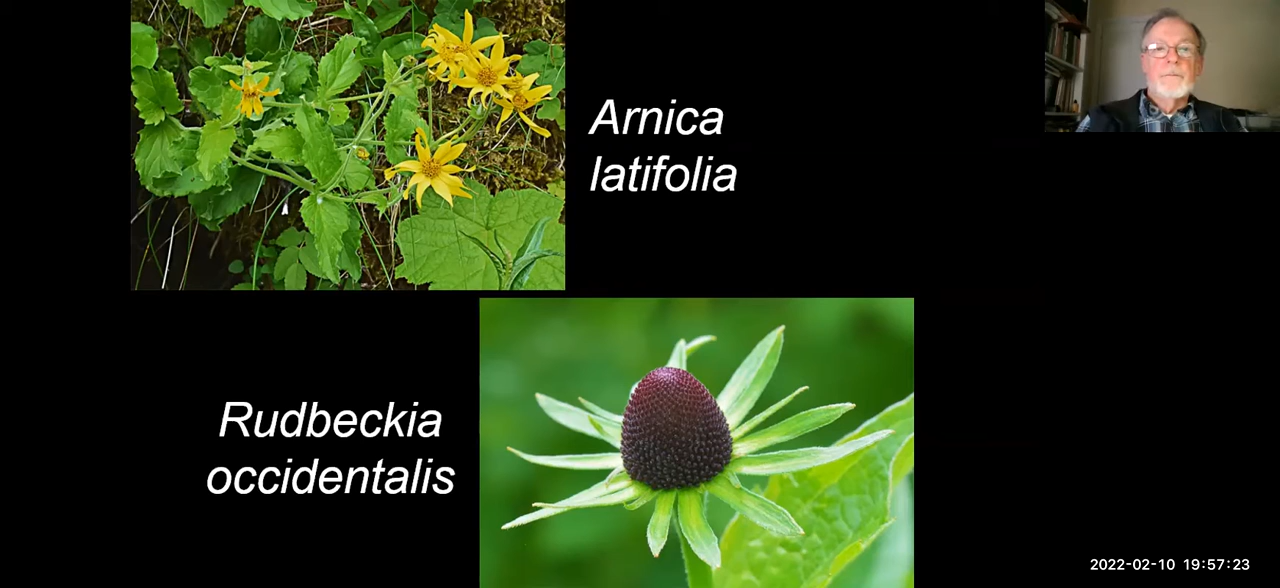 Arnica
latifolia
Rudbeckia
occidentalis
2022-02-10 19:57:23